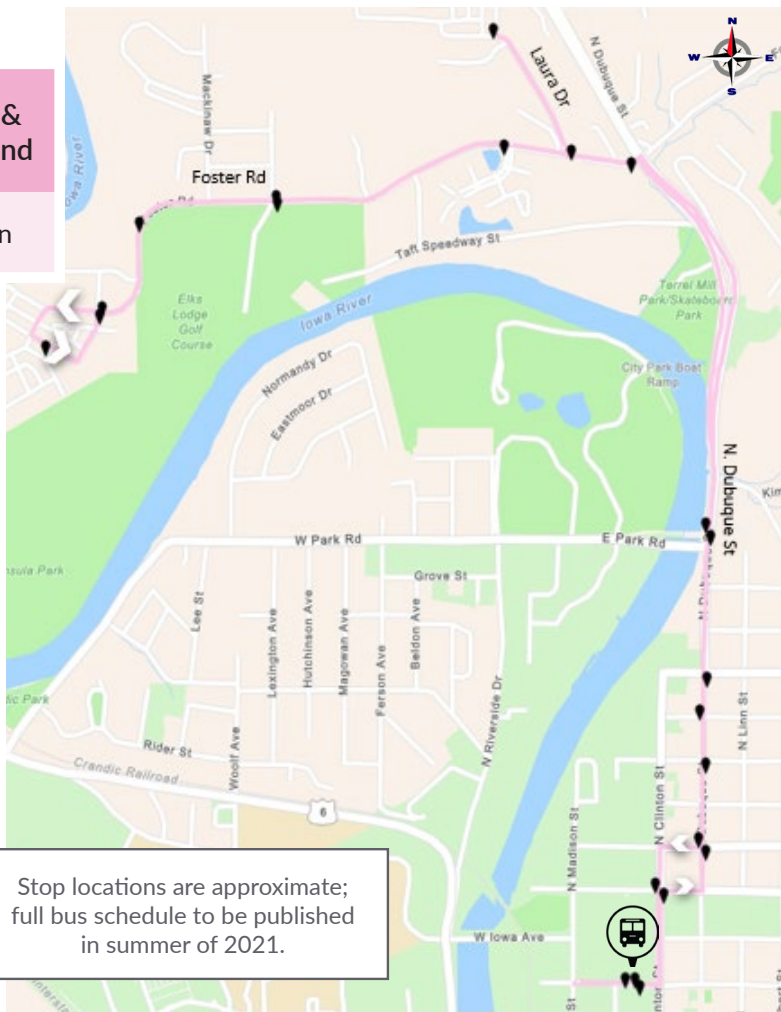 &
nd
n
N
W
E
S
N Dubuque St
Laura Dr
Mackinaw Dr
Iowa River
Foster Rd
Taft Speedway St
Elks
Lodge
Golf
Course
Iowa River
Terrel Mill
Park/Skateboard
Park
City Park Boat
Ramp
Normandy Dr
Eastmoor Dr
N. Dubuque St
W Park Rd
E Park Rd
Grove St
Lee St
Lexington Ave
Hutchinson Ave
Magowan Ave
Ferson Ave
Beldon Ave
N Riverside Dr
N Linn St
Rider St
Woolf Ave
Crandic Railroad
6
N Clinton St
N Madison St
Stop locations are approximate;
full bus schedule to be published
in summer of 2021.
W Iowa Ave
St